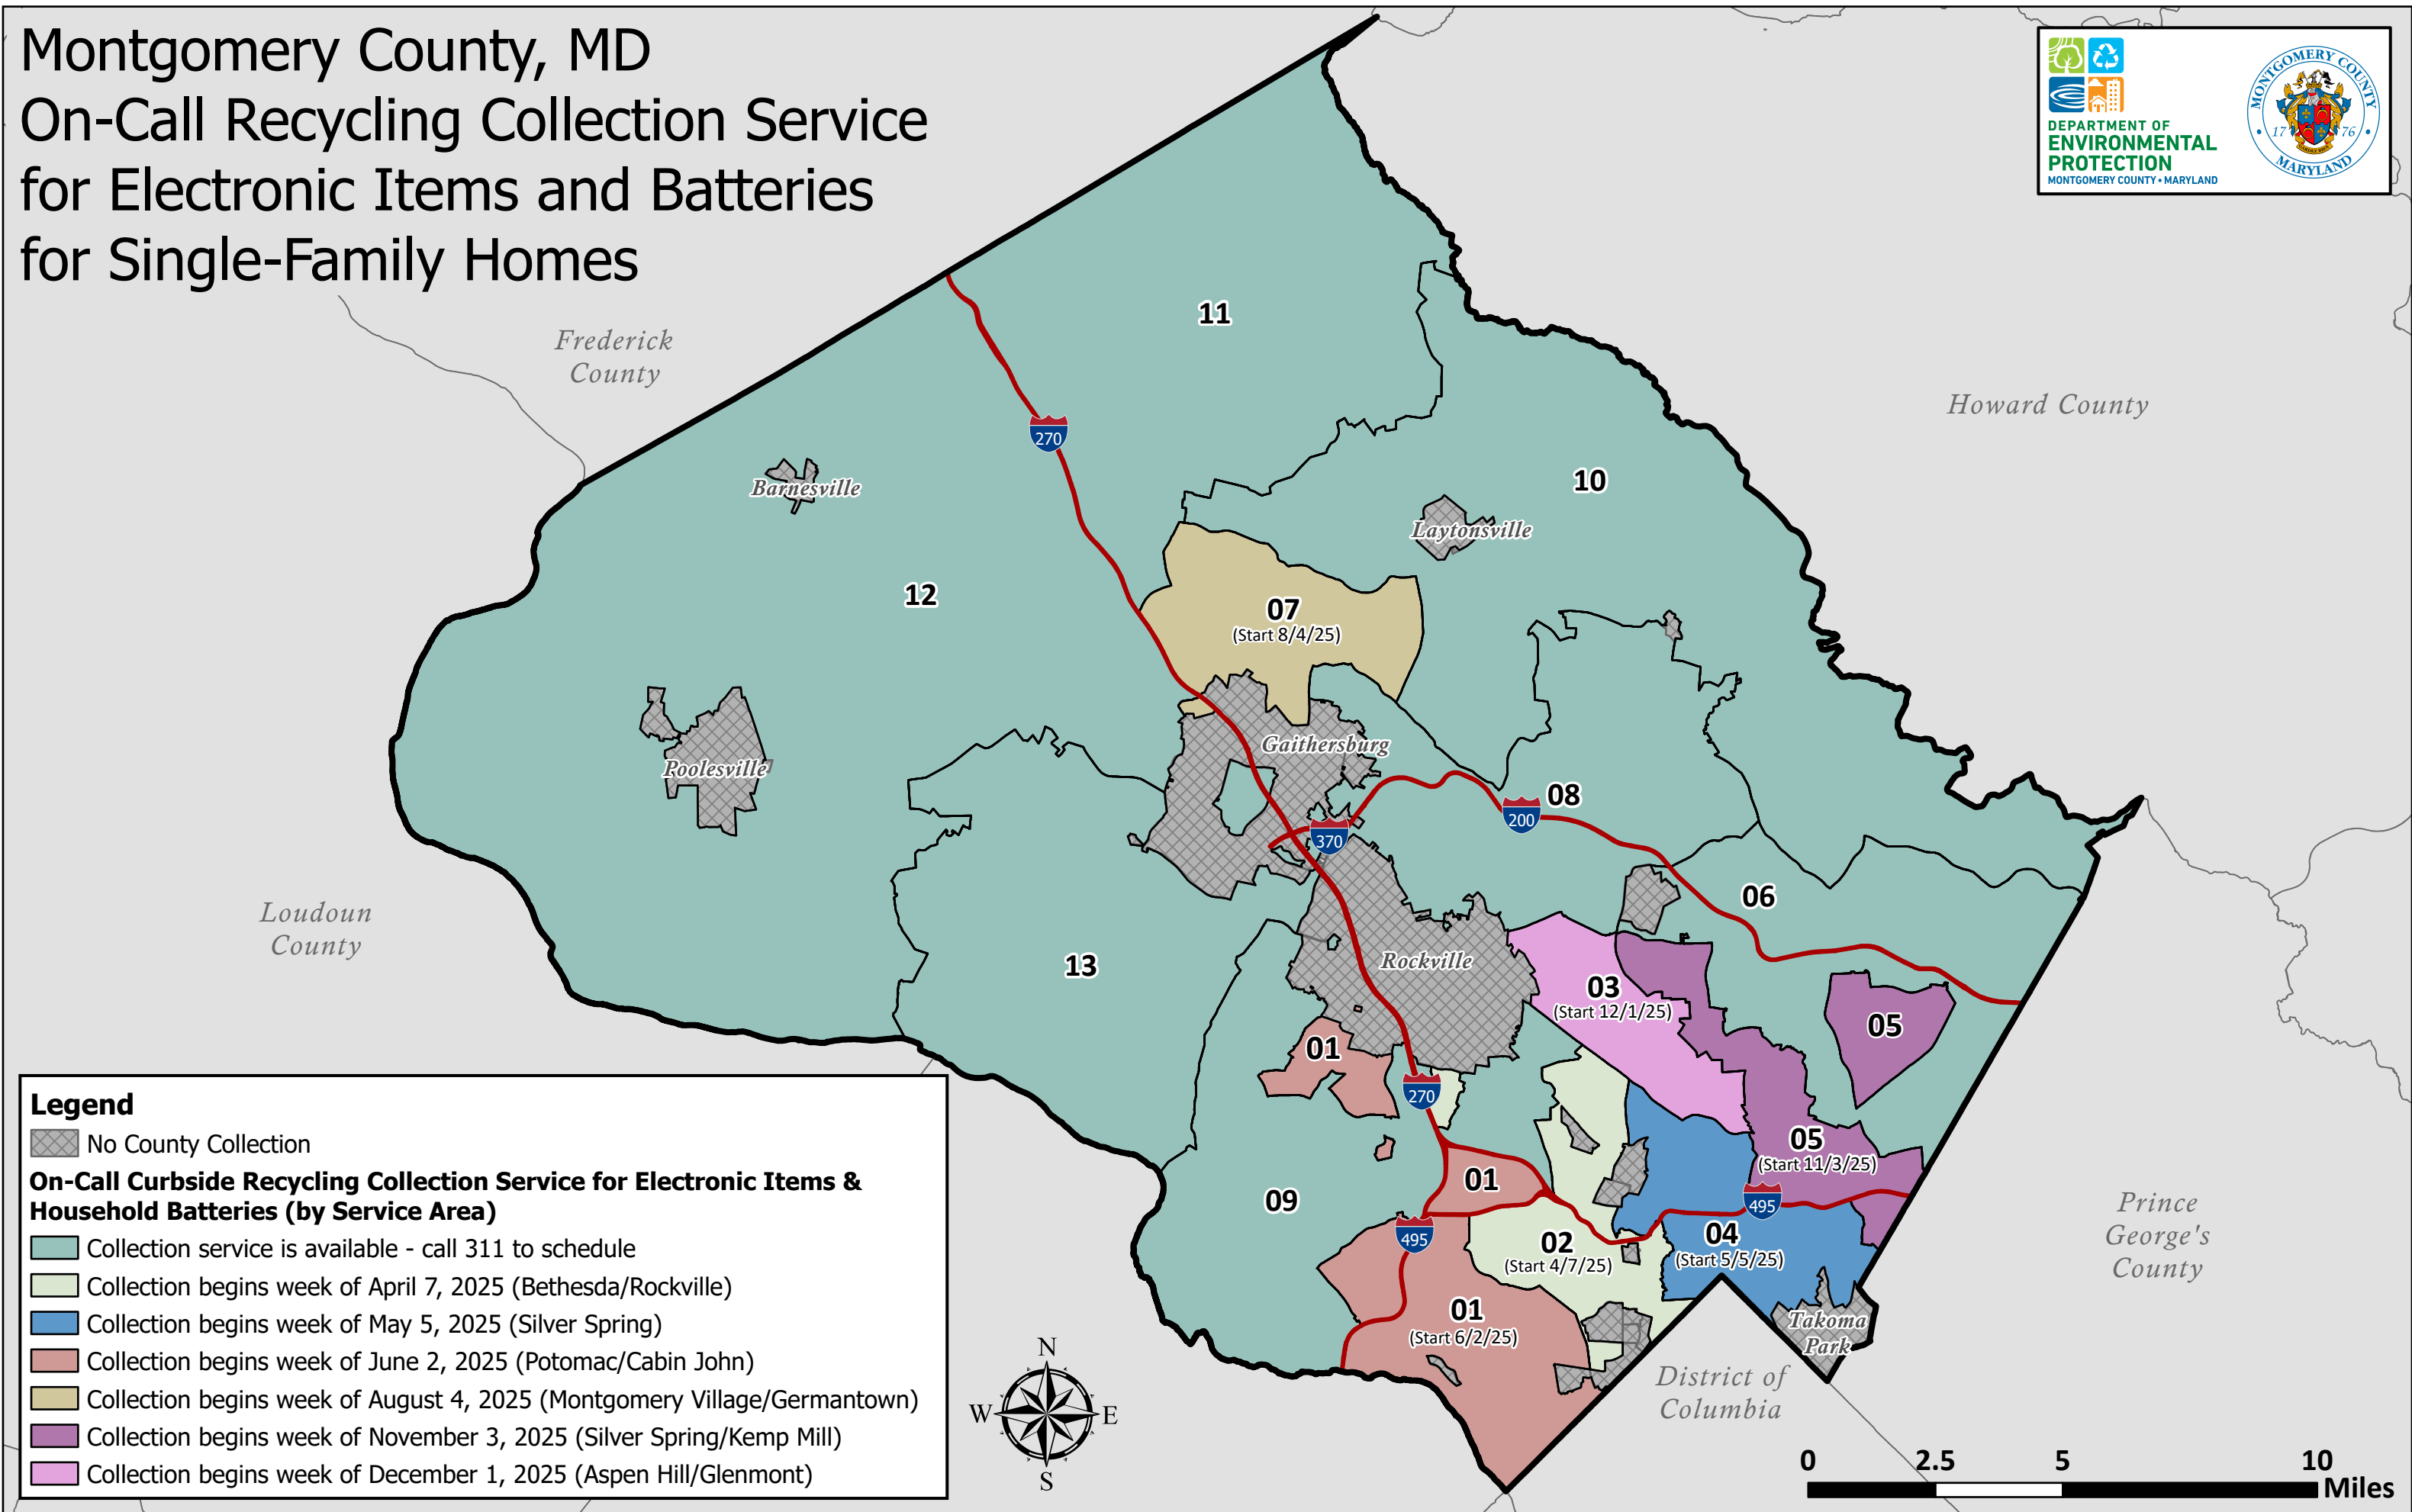 Montgomery County, MD
On-Call Recycling Collection Service
for Electronic Items and Batteries
for Single-Family Homes
DEPARTMENT OF
ENVIRONMENTAL
PROTECTION
MONTGOMERY COUNTY • MARYLAND
MONTGOMERY COUNTY
17 76
MARYLAND
Frederick
County
11
Howard County
270
10
Barnesville
Laytonsville
12
07
(Start 8/4/25)
Gaithersburg
Poolesville
08
200
370
06
Loudoun
County
13
Rockville
03
(Start 12/1/25)
05
01
270
05
(Start 11/3/25)
01
09
495
495
02
(Start 4/7/25)
04
(Start 5/5/25)
Prince
George's
County
01
(Start 6/2/25)
Takoma
Park
District of
Columbia
Legend
No County Collection
On-Call Curbside Recycling Collection Service for Electronic Items &
Household Batteries (by Service Area)
Collection service is available - call 311 to schedule
Collection begins week of April 7, 2025 (Bethesda/Rockville)
Collection begins week of May 5, 2025 (Silver Spring)
Collection begins week of June 2, 2025 (Potomac/Cabin John)
Collection begins week of August 4, 2025 (Montgomery Village/Germantown)
Collection begins week of November 3, 2025 (Silver Spring/Kemp Mill)
Collection begins week of December 1, 2025 (Aspen Hill/Glenmont)
N
W E
S
0 2.5 5 10
Miles